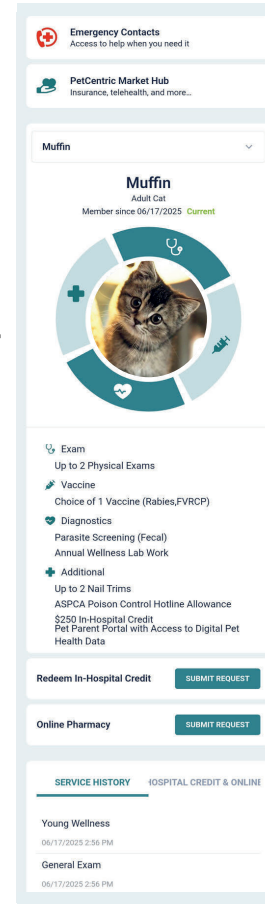 Emergency Contacts
Access to help when you need it
PetCentric Market Hub
Insurance, telehealth, and more...
Muffin
Muffin
Adult Cat
Member since 06/17/2025 Current
Exam
Up to 2 Physical Exams
Vaccine
Choice of 1 Vaccine (Rabies,FVRCP)
Diagnostics
Parasite Screening (Fecal)
Annual Wellness Lab Work
Additional
Up to 2 Nail Trims
ASPCA Poison Control Hotline Allowance
$250 In-Hospital Credit
Pet Parent Portal with Access to Digital Pet
Health Data
Redeem In-Hospital Credit SUBMIT REQUEST
Online Pharmacy SUBMIT REQUEST
SERVICE HISTORY HOSPITAL CREDIT & ONLINE
Young Wellness
06/17/2025 2:56 PM
General Exam
06/17/2025 2:56 PM